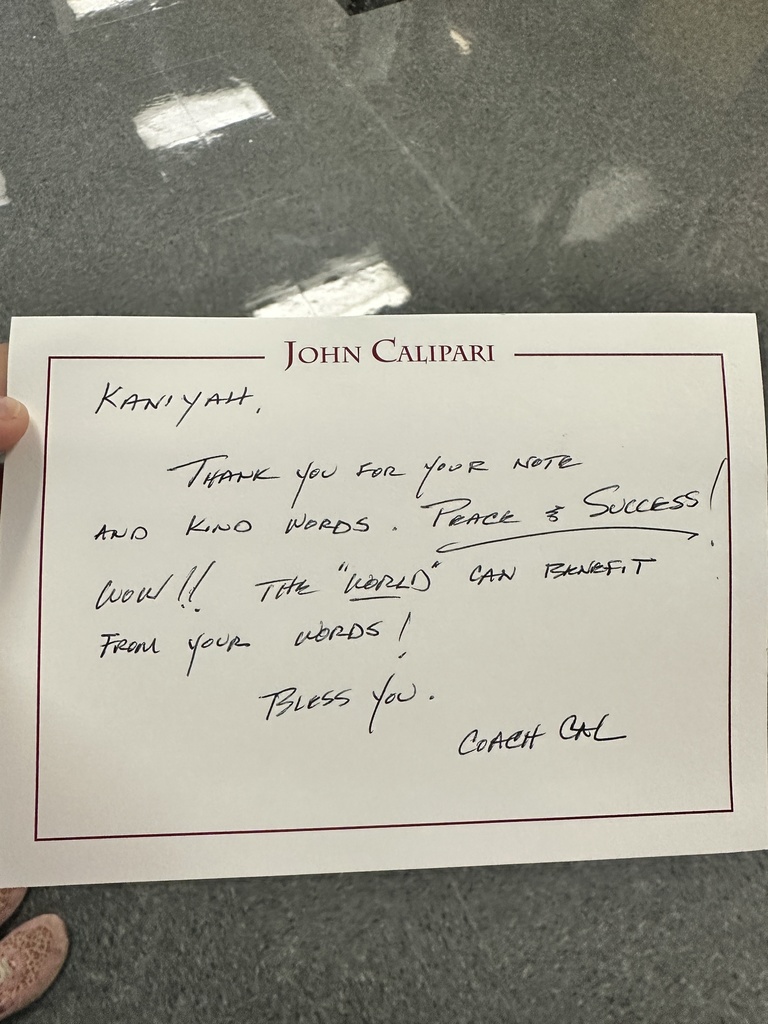 JOHN CALIPARI
KANIYAH,
THANK YOU FOR YOUR NOTE
AND KIND WORDS. PEACE & SUCCESS!
WOW!! THE "WORLD" CAN BENEFIT
FROM YOUR WORDS!
BLESS YOU.
COACH CAL